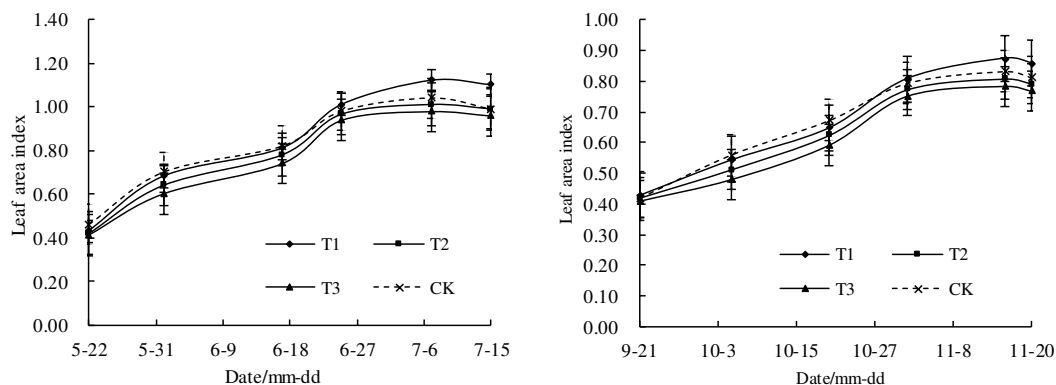 1.40
1.20
1.00
0.80
0.60
0.40
0.20
0.00
Leaf area index
T1
T2
T3
CK
5-22 5-31 6-9 6-18 6-27 7-6 7-15
Date/mm-dd
1.00
0.90
0.80
0.70
0.60
0.50
0.40
0.30
0.20
0.10
0.00
Leaf area index
T1
T2
T3
CK
9-21 10-3 10-15 10-27 11-8 11-20
Date/mm-dd